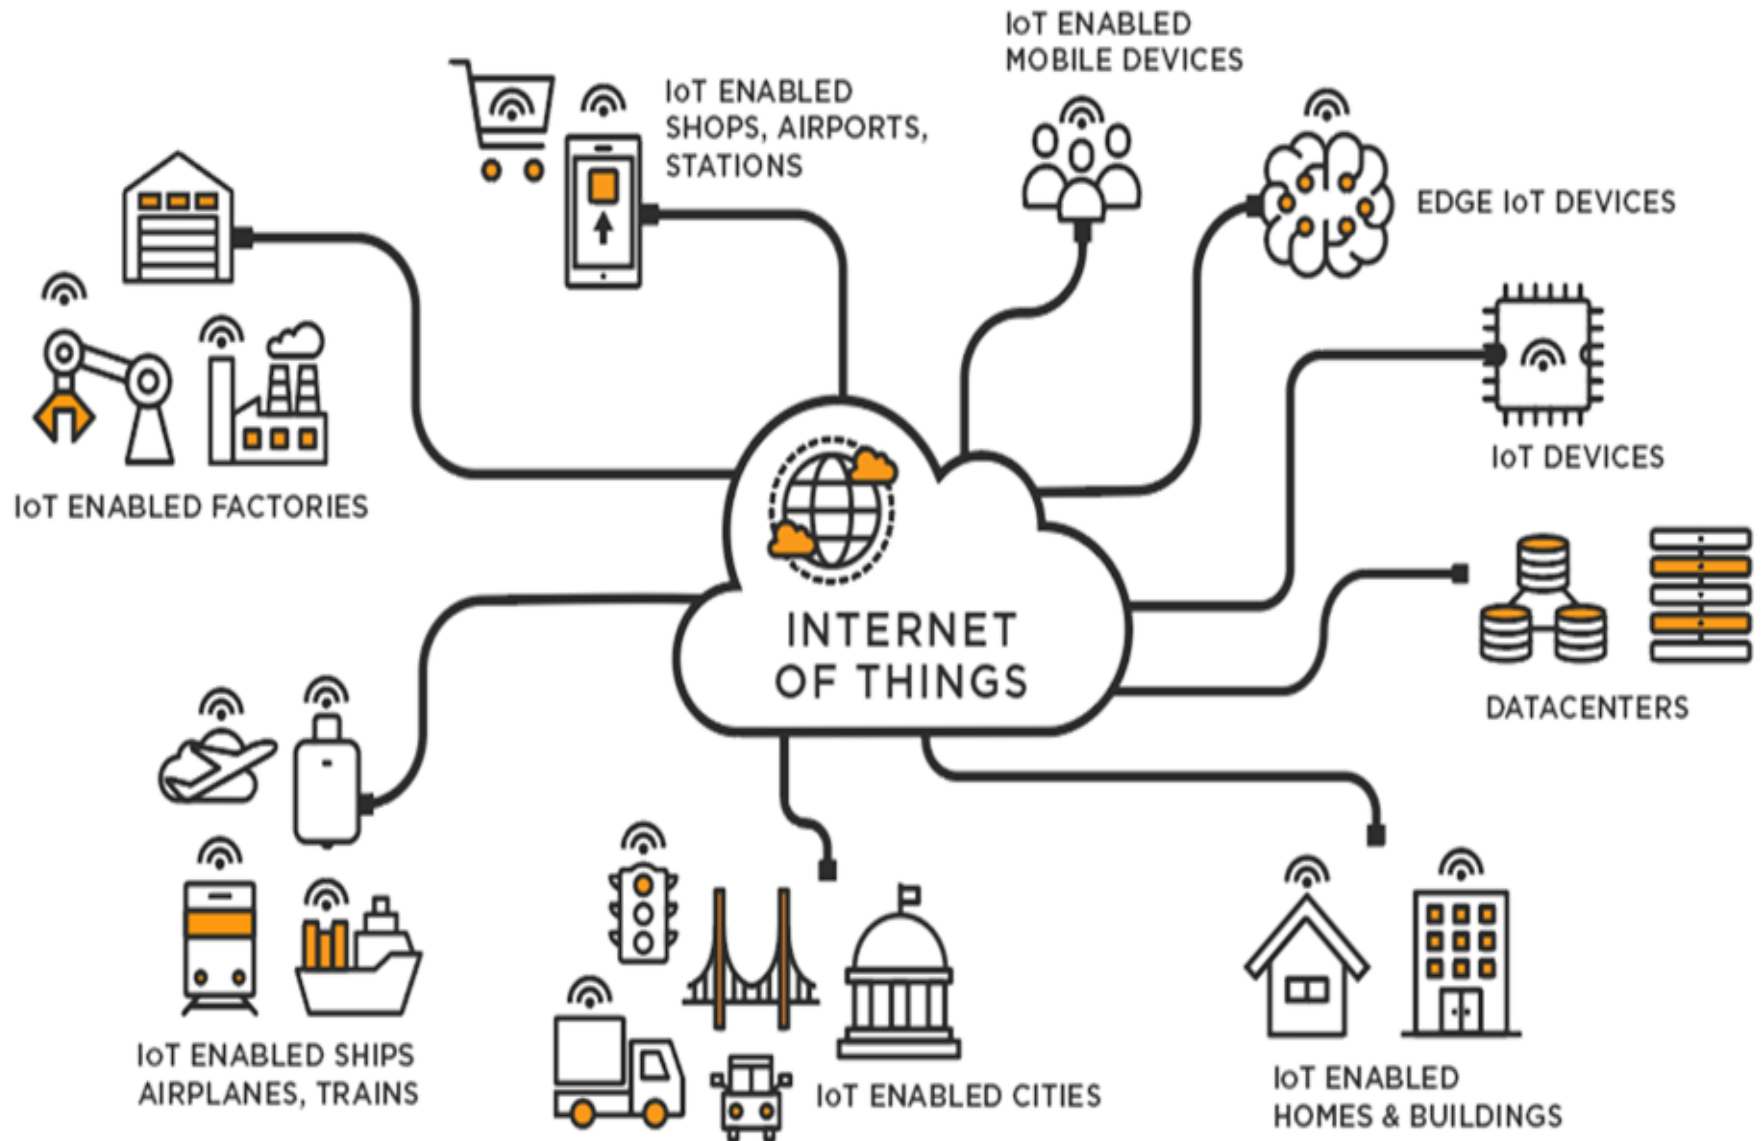 IoT ENABLED
MOBILE DEVICES
IoT ENABLED
SHOPS, AIRPORTS,
STATIONS
EDGE IoT DEVICES
IoT DEVICES
IoT ENABLED FACTORIES
INTERNET
OF THINGS
DATACENTERS
IoT ENABLED SHIPS
AIRPLANES, TRAINS
IoT ENABLED CITIES
IoT ENABLED
HOMES & BUILDINGS